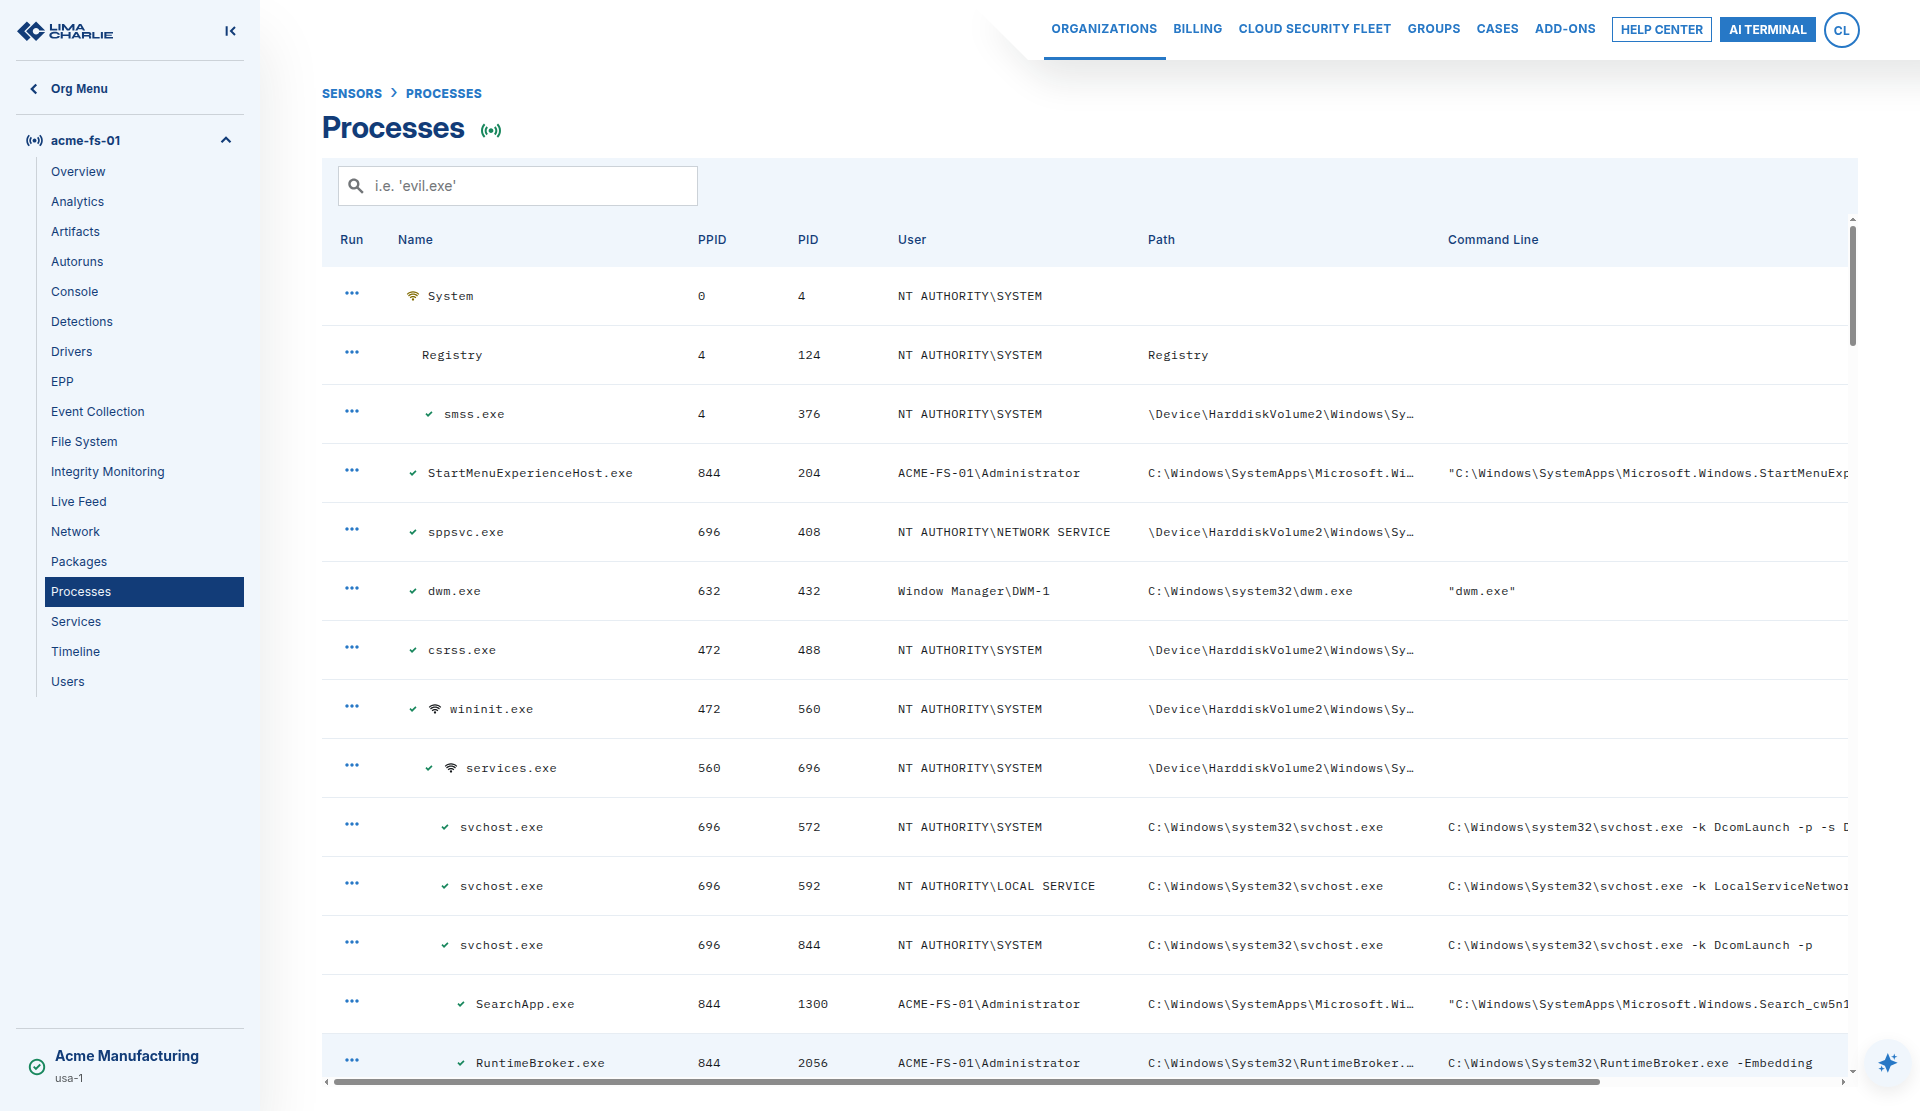 LIMA
CHARLIE
Org Menu
acme-fs-01
Overview
Analytics
Artifacts
Autoruns
Console
Detections
Drivers
EPP
Event Collection
File System
Integrity Monitoring
Live Feed
Network
Packages
Processes
Services
Timeline
Users
Acme Manufacturing
usa-1
ORGANIZATIONS BILLING CLOUD SECURITY FLEET GROUPS CASES ADD-ONS HELP CENTER AI TERMINAL CL
SENSORS PROCESSES
Processes
i.e. 'evil.exe'
Run Name PPID PID User Path Command Line
System 0 4 NT AUTHORITY\SYSTEM
Registry 4 124 NT AUTHORITY\SYSTEM Registry
smss.exe 4 376 NT AUTHORITY\SYSTEM \Device\HarddiskVolume2\Windows\Sy…
StartMenuExperienceHost.exe 844 204 ACME-FS-01\Administrator C:\Windows\SystemApps\Microsoft.Wi… "C:\Windows\SystemApps\Microsoft.Windows.StartMenuExp
sppsvc.exe 696 408 NT AUTHORITY\NETWORK SERVICE \Device\HarddiskVolume2\Windows\Sy…
dwm.exe 632 432 Window Manager\DWM-1 C:\Windows\system32\dwm.exe "dwm.exe"
csrss.exe 472 488 NT AUTHORITY\SYSTEM \Device\HarddiskVolume2\Windows\Sy…
wininit.exe 472 560 NT AUTHORITY\SYSTEM \Device\HarddiskVolume2\Windows\Sy…
services.exe 560 696 NT AUTHORITY\SYSTEM \Device\HarddiskVolume2\Windows\Sy…
svchost.exe 696 572 NT AUTHORITY\SYSTEM C:\Windows\system32\svchost.exe C:\Windows\system32\svchost.exe -k DcomLaunch -p -s D
svchost.exe 696 592 NT AUTHORITY\LOCAL SERVICE C:\Windows\System32\svchost.exe C:\Windows\System32\svchost.exe -k LocalServiceNetwor
svchost.exe 696 844 NT AUTHORITY\SYSTEM C:\Windows\system32\svchost.exe C:\Windows\system32\svchost.exe -k DcomLaunch -p
SearchApp.exe 844 1300 ACME-FS-01\Administrator C:\Windows\SystemApps\Microsoft.Wi… "C:\Windows\SystemApps\Microsoft.Windows.Search_cw5n1
RuntimeBroker.exe 844 2056 ACME-FS-01\Administrator C:\Windows\System32\RuntimeBroker.… C:\Windows\System32\RuntimeBroker.exe -Embedding